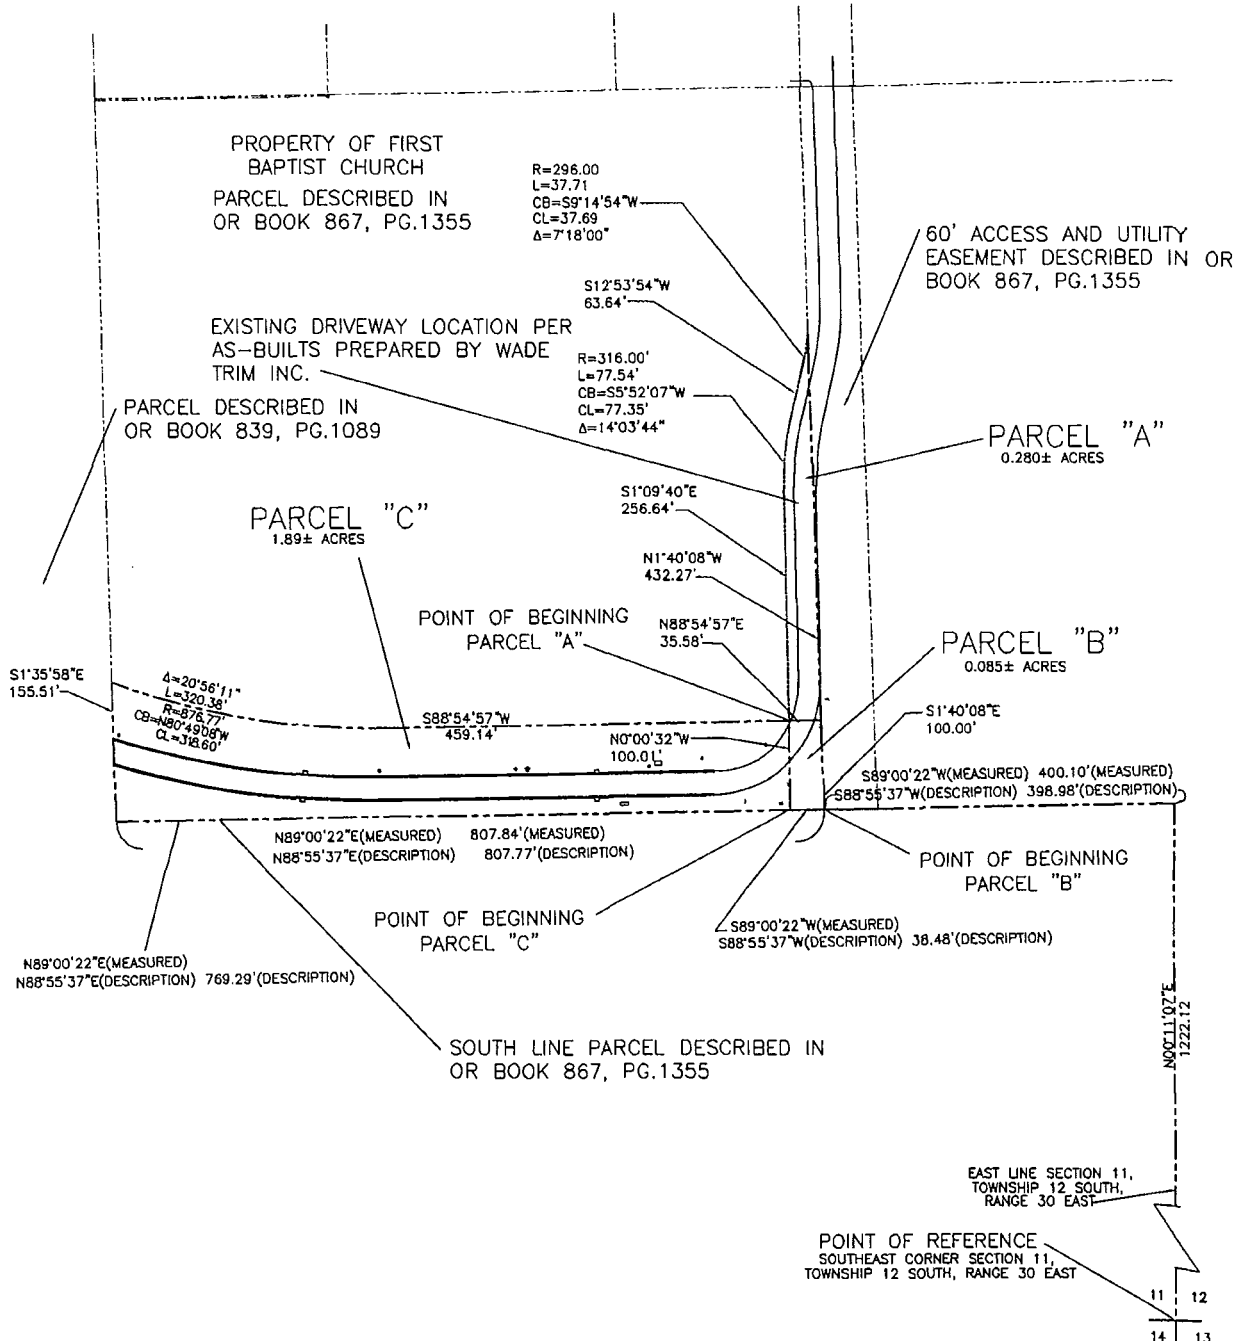 PROPERTY OF FIRST
BAPTIST CHURCH
PARCEL DESCRIBED IN
OR BOOK 867, PG.1355
R=296.00
L=37.71
CB=S9°14'54"W
CL=37.69
Δ=7°18'00"
60' ACCESS AND UTILITY
EASEMENT DESCRIBED IN OR
BOOK 867, PG.1355
S12°53'54"W
63.64'
EXISTING DRIVEWAY LOCATION PER
AS-BUILTS PREPARED BY WADE
TRIM INC.
R=316.00'
L=77.54'
CB=S5°52'07"W
CL=77.35'
Δ=14°03'44"
PARCEL DESCRIBED IN
OR BOOK 839, PG.1089
PARCEL "A"
0.280± ACRES
S1°09'40"E
256.64'
PARCEL "C"
1.89± ACRES
N1°40'08"W
432.27'
POINT OF BEGINNING
PARCEL "A"
N88°54'57"E
35.58'
PARCEL "B"
0.085± ACRES
S1°35'58"E
155.51'
Δ=20°56'11"
L=320.38'
R=876.77'
CB=N80°49'08"W
CL=318.60'
S88°54'57"W
459.14'
S1°40'08"E
100.00'
N0°00'32"W
100.01'
S89°00'22"W(MEASURED) 400.10'(MEASURED)
S88°55'37"W(DESCRIPTION) 398.98'(DESCRIPTION)
N89°00'22"E(MEASURED) 807.84'(MEASURED)
N88°55'37"E(DESCRIPTION) 807.77'(DESCRIPTION)
POINT OF BEGINNING
PARCEL "B"
POINT OF BEGINNING
PARCEL "C"
S89°00'22"W(MEASURED)
S88°55'37"W(DESCRIPTION) 38.48'(DESCRIPTION)
N89°00'22"E(MEASURED)
N88°55'37"E(DESCRIPTION) 769.29'(DESCRIPTION)
SOUTH LINE PARCEL DESCRIBED IN
OR BOOK 867, PG.1355
N00°11'07"E
1222.12
EAST LINE SECTION 11,
TOWNSHIP 12 SOUTH,
RANGE 30 EAST
POINT OF REFERENCE
SOUTHEAST CORNER SECTION 11,
TOWNSHIP 12 SOUTH, RANGE 30 EAST
11 12
14 13